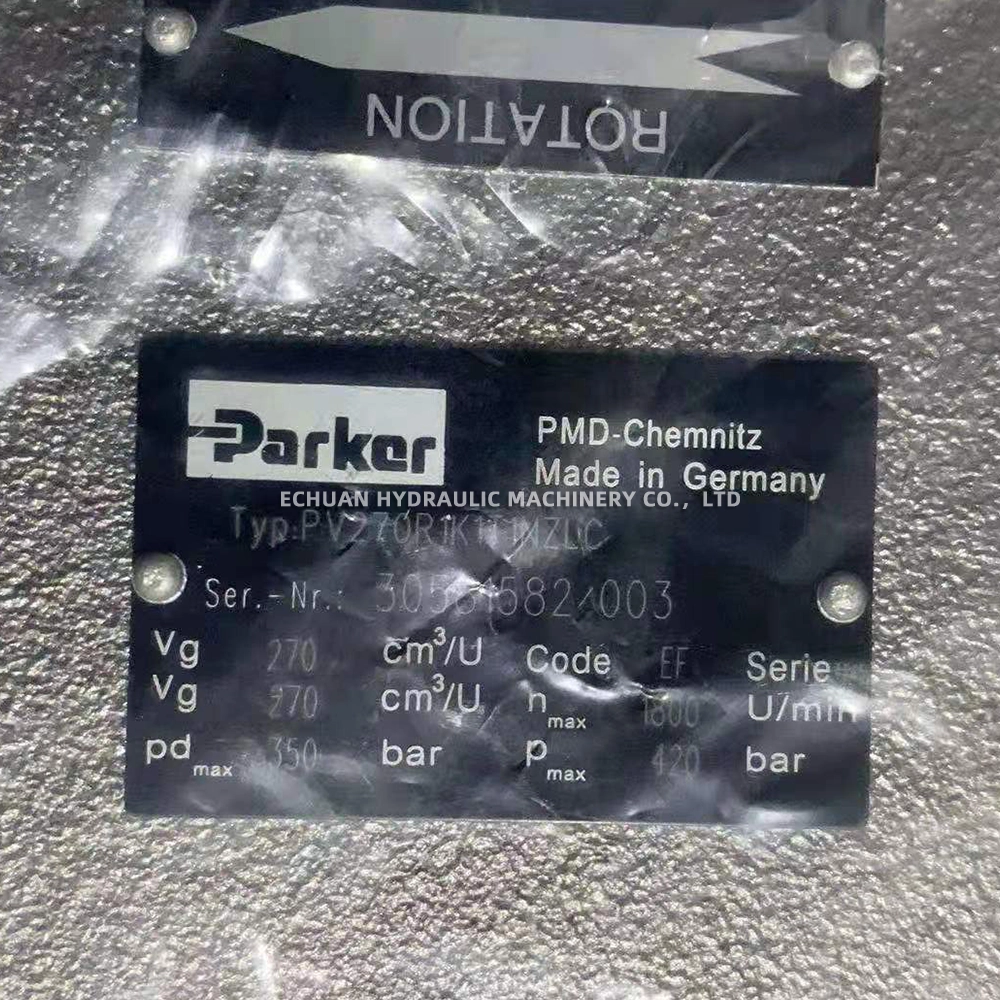 ROTATION
Parker
PMD-Chemnitz
Made in Germany
ECHUAN HYDRAULIC MACHINERY CO., LTD
Typ:
Ser.-Nr.:
Vg 270 cm³/U Code EF Serie
Vg 270 cm³/U n max 1800 U/min
pd max 350 bar p max 420 bar